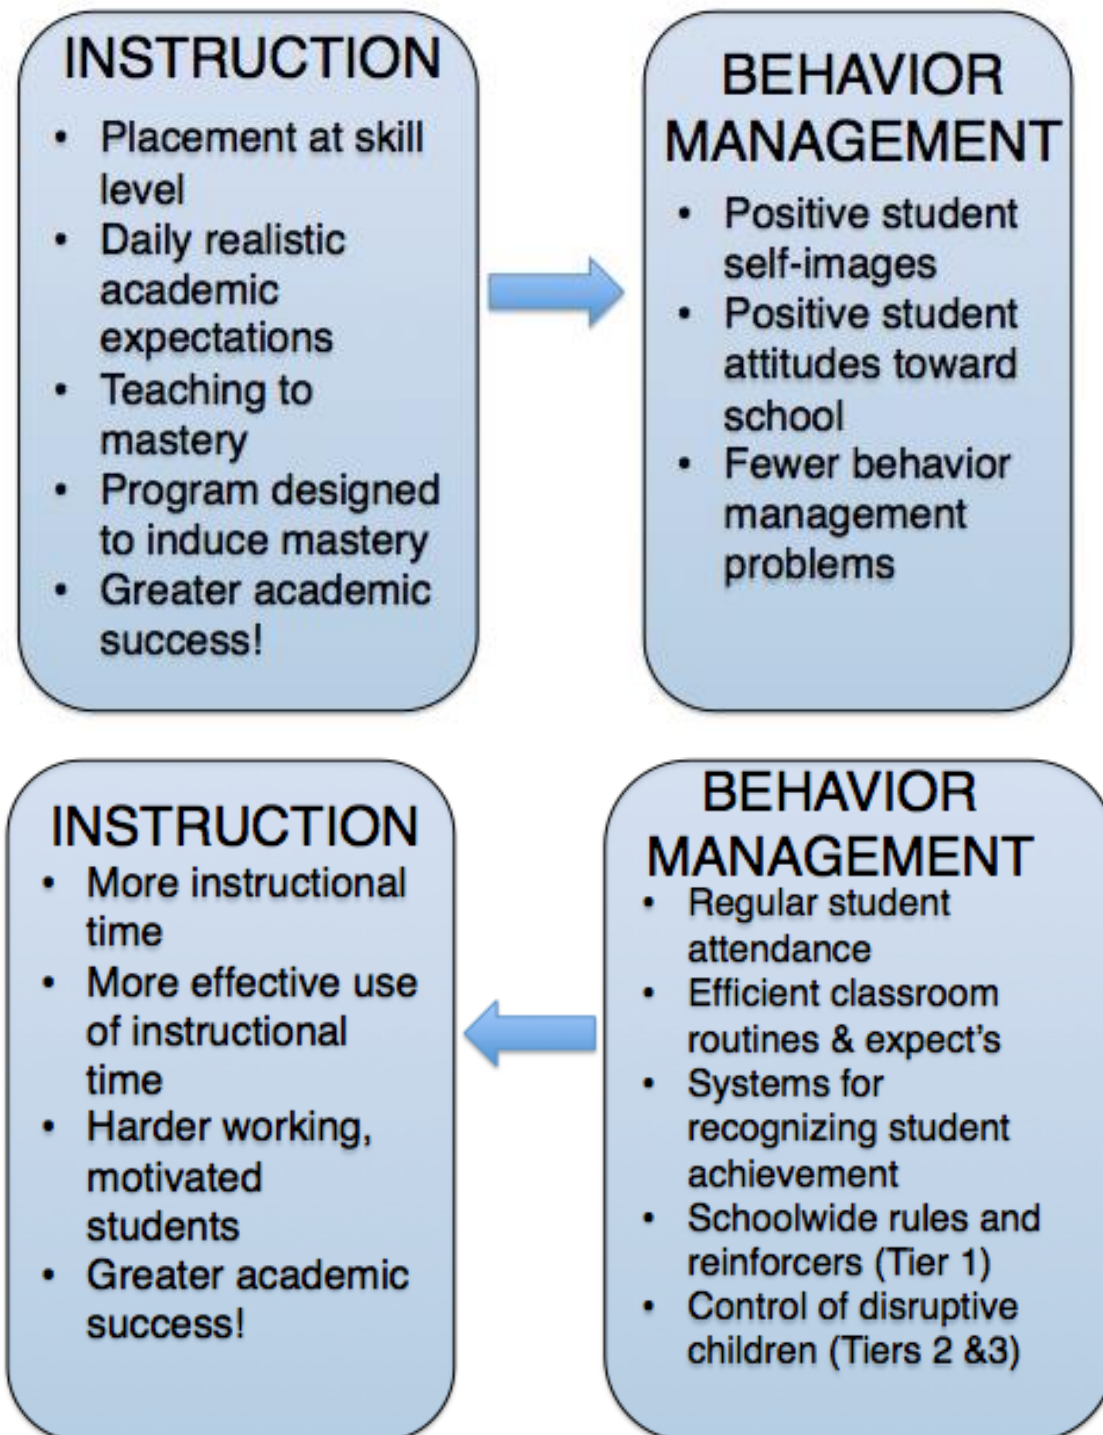 INSTRUCTION
• Placement at skill
level
• Daily realistic
academic
expectations
• Teaching to
mastery
• Program designed
to induce mastery
• Greater academic
success!
BEHAVIOR
MANAGEMENT
• Positive student
self-images
• Positive student
attitudes toward
school
• Fewer behavior
management
problems
INSTRUCTION
• More instructional
time
• More effective use
of instructional
time
• Harder working,
motivated
students
• Greater academic
success!
BEHAVIOR
MANAGEMENT
• Regular student
attendance
• Efficient classroom
routines & expect's
• Systems for
recognizing student
achievement
• Schoolwide rules and
reinforcers (Tier 1)
• Control of disruptive
children (Tiers 2 &3)